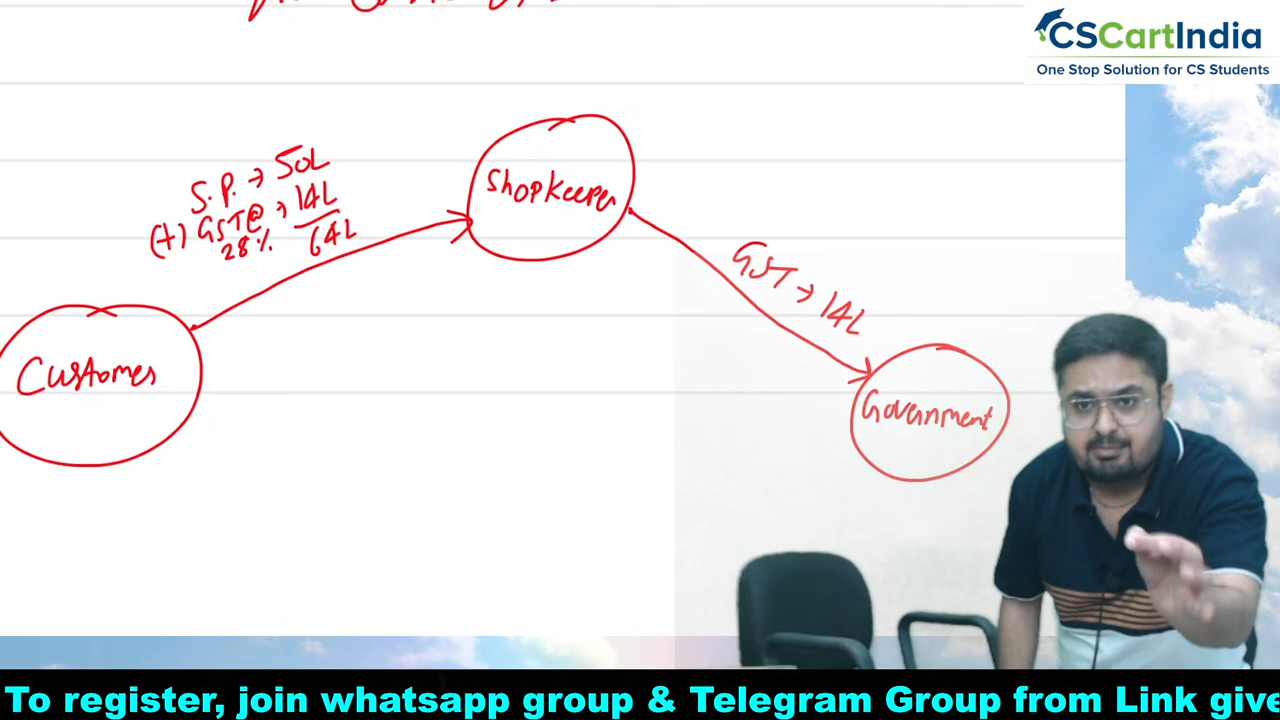 CSCartIndia
One Stop Solution for CS Students
S.P. → 50L
(+) GST@ → 14L
28% 64L
Shopkeeper
GST → 14L
Customer
Government
To register, join whatsapp group & Telegram Group from Link give